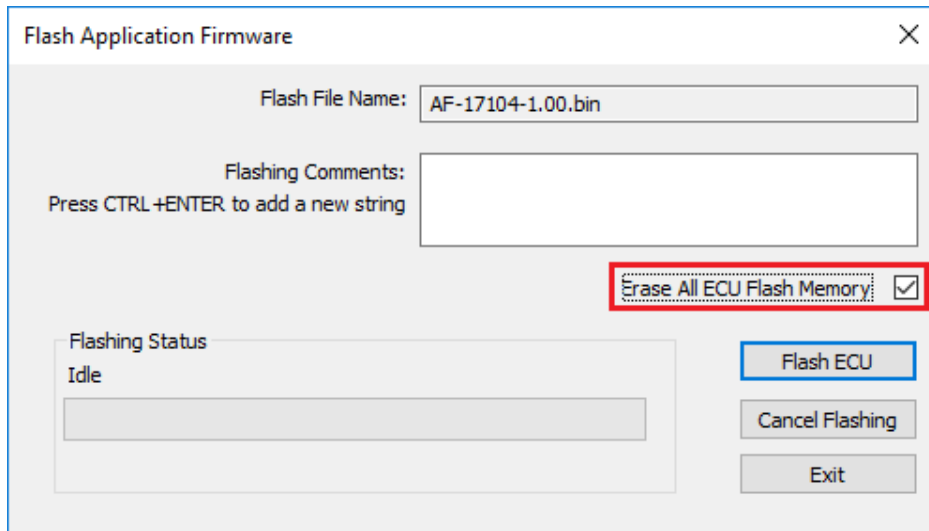 Flash Application Firmware
Flash File Name: AF-17104-1.00.bin
Flashing Comments:
Press CTRL+ENTER to add a new string
Erase All ECU Flash Memory
Flashing Status
Idle
Flash ECU
Cancel Flashing
Exit